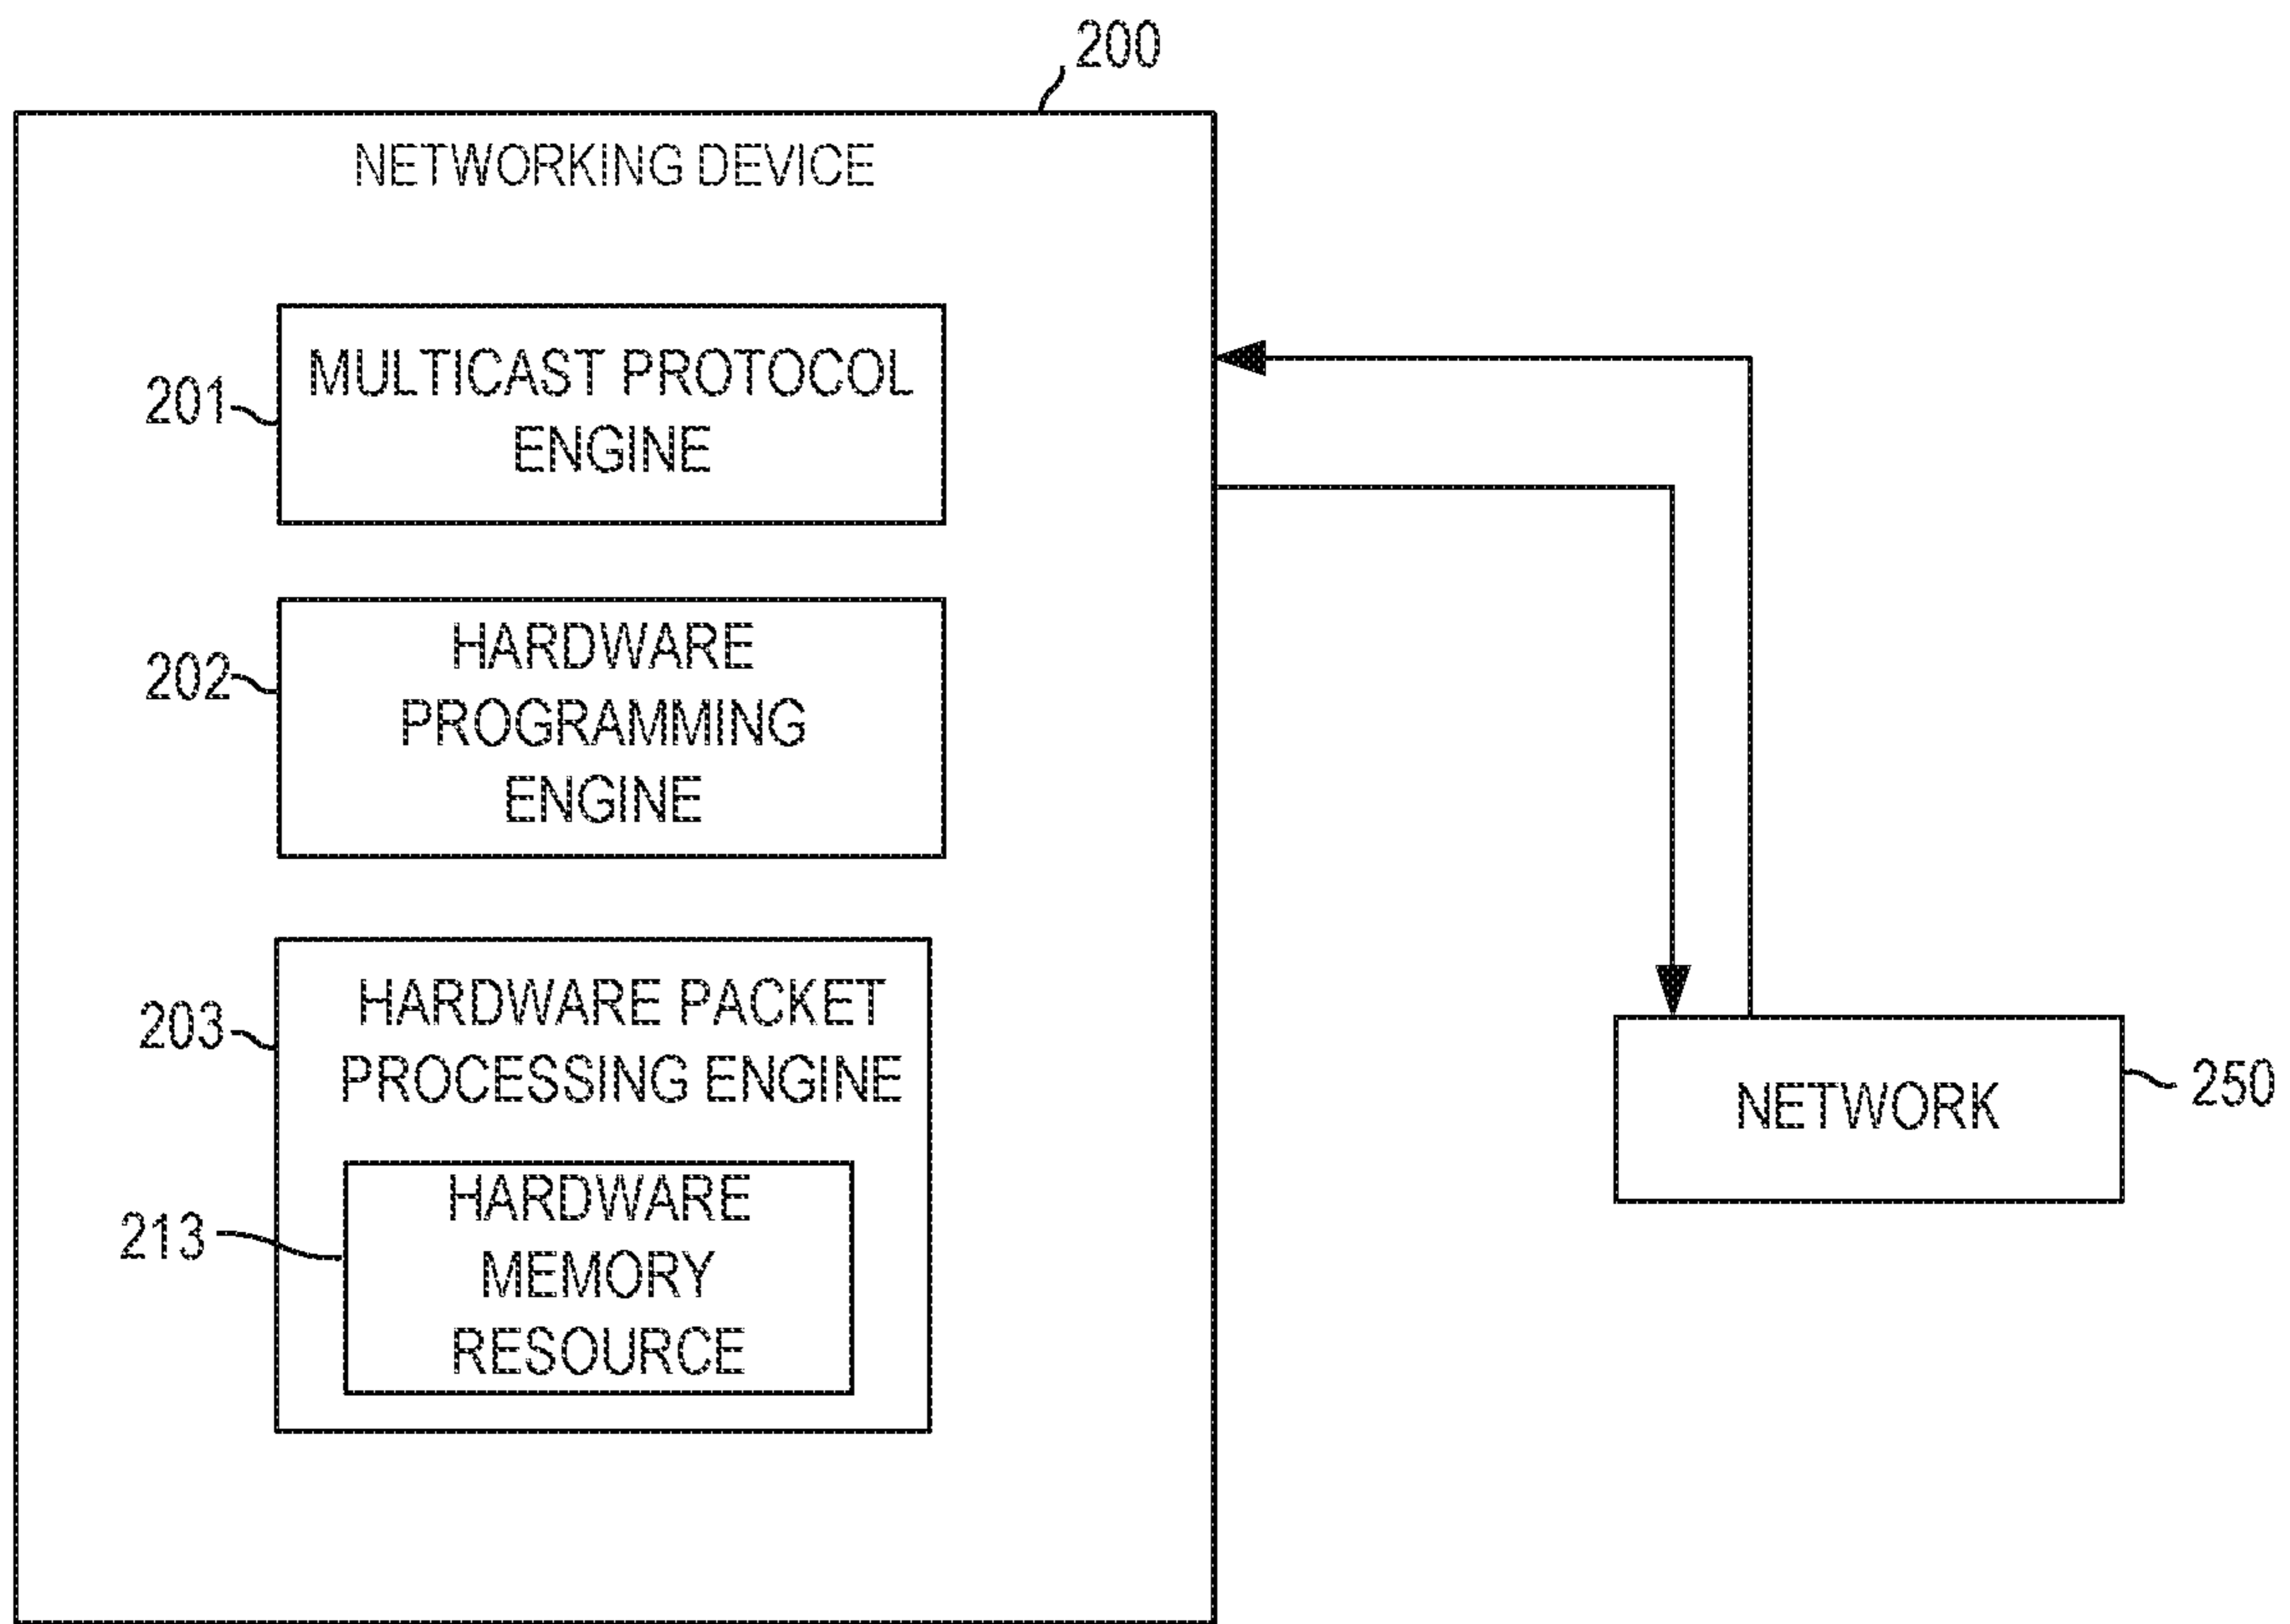 200
NETWORKING DEVICE
201
MULTICAST PROTOCOL
ENGINE
202
HARDWARE
PROGRAMMING
ENGINE
203
HARDWARE PACKET
PROCESSING ENGINE
213
HARDWARE
MEMORY
RESOURCE
NETWORK
250